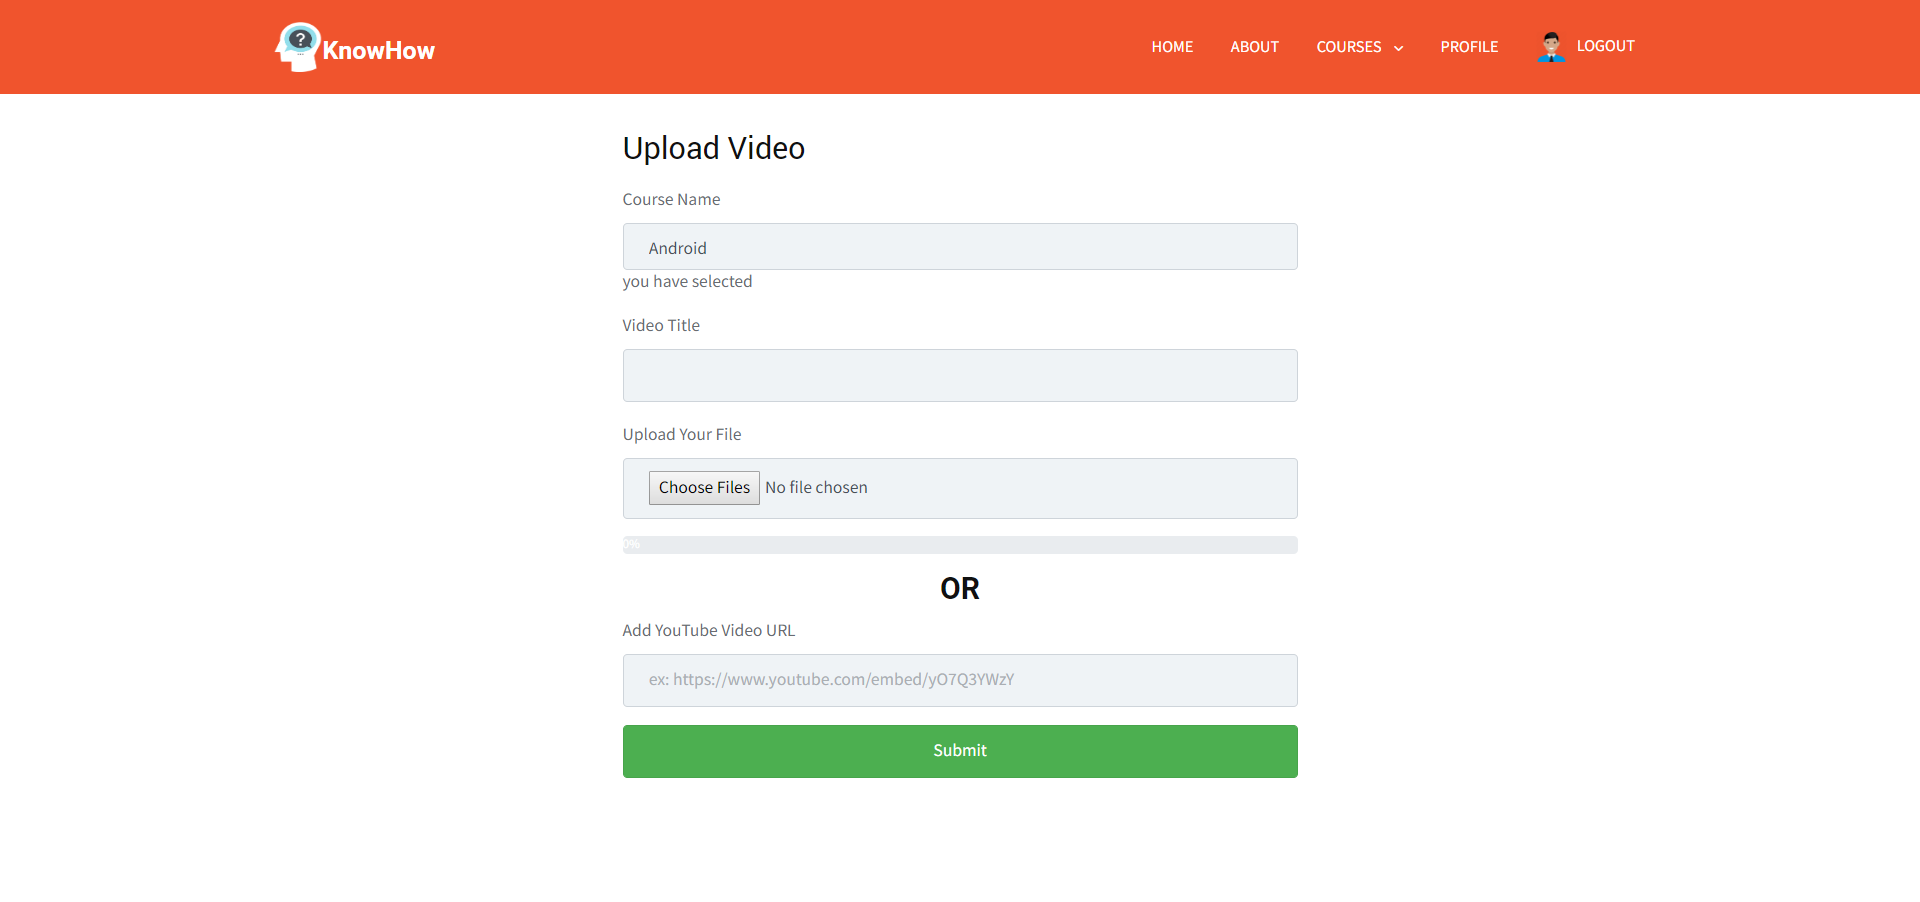 ?
KnowHow
HOME ABOUT COURSES PROFILE LOGOUT
Upload Video
Course Name
Android
you have selected
Video Title
Upload Your File
Choose Files No file chosen
0%
OR
Add YouTube Video URL
ex: https://www.youtube.com/embed/yO7Q3YWzY
Submit